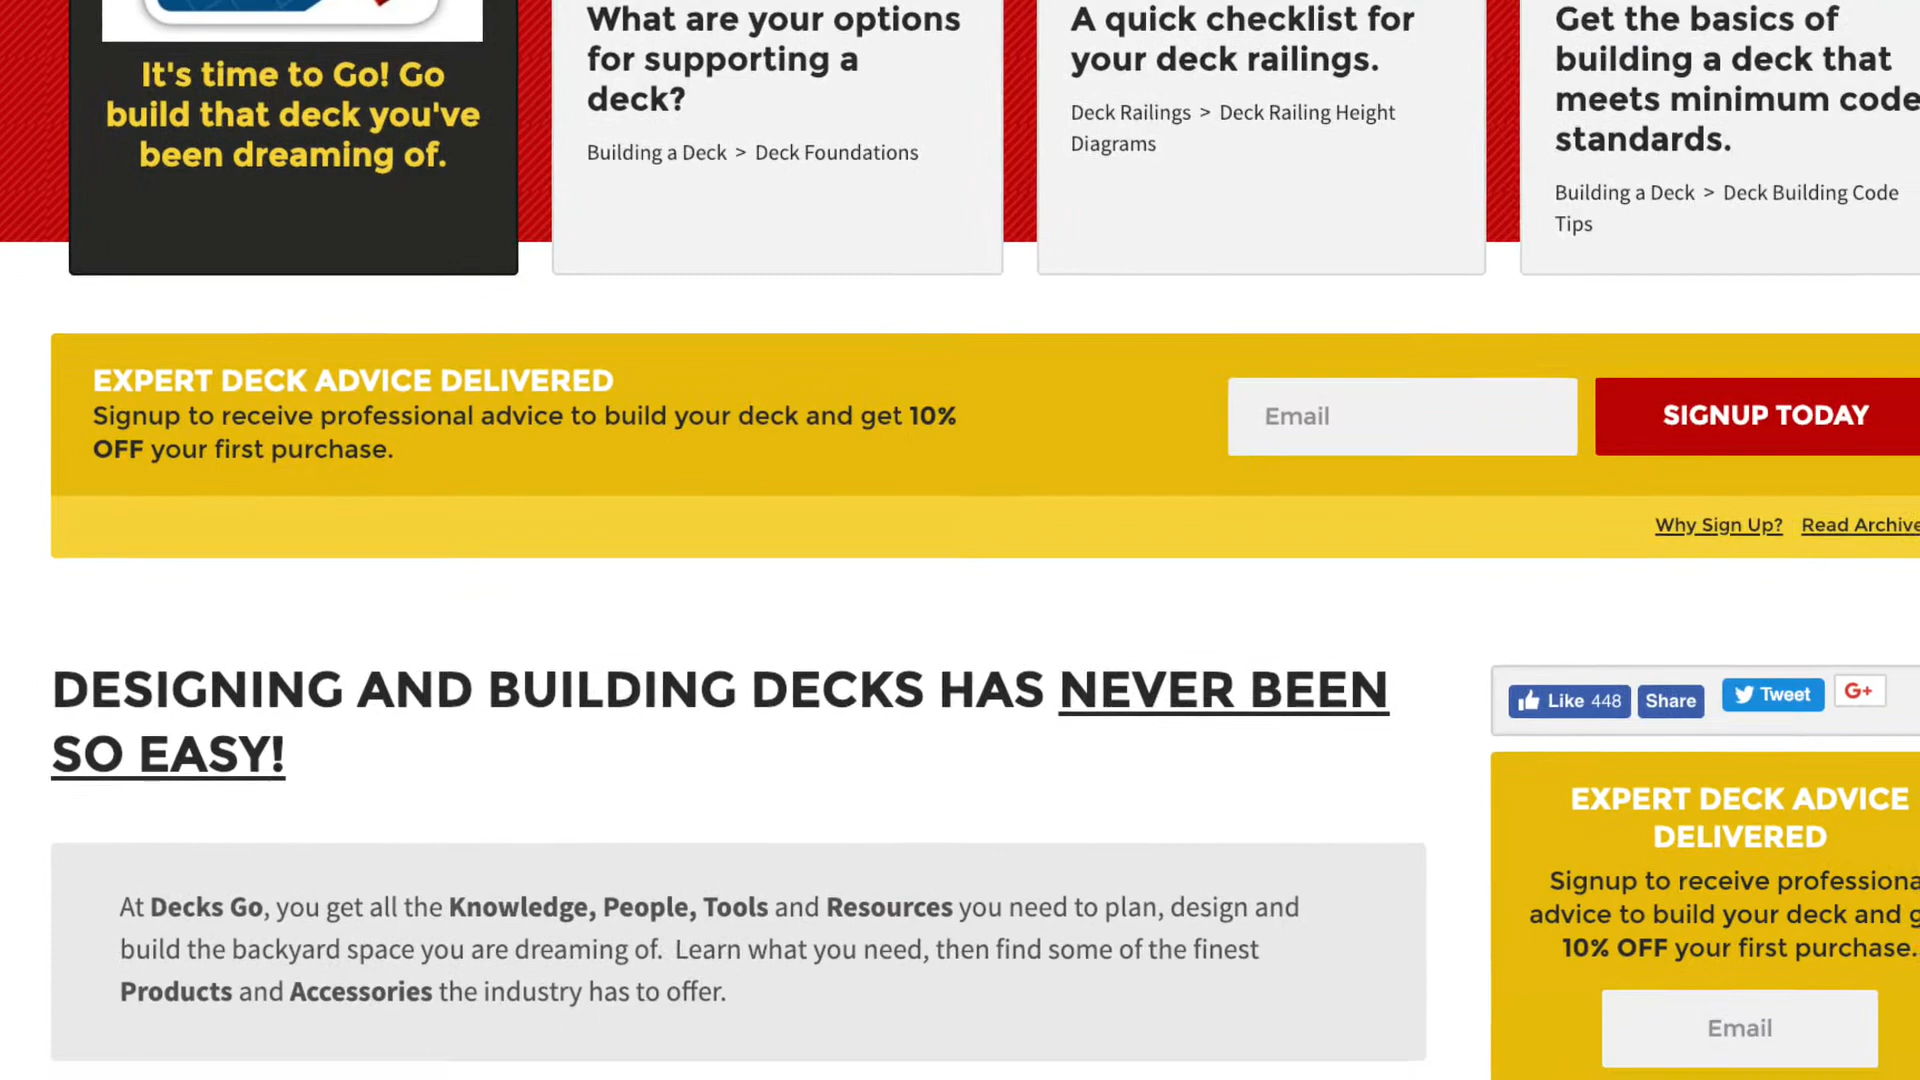 It's time to Go! Go
build that deck you've
been dreaming of.
What are your options
for supporting a
deck?
Building a Deck > Deck Foundations
A quick checklist for
your deck railings.
Deck Railings > Deck Railing Height
Diagrams
Get the basics of
building a deck that
meets minimum code
standards.
Building a Deck > Deck Building Code
Tips
EXPERT DECK ADVICE DELIVERED
Signup to receive professional advice to build your deck and get 10%
OFF your first purchase.
Email
SIGNUP TODAY
Why Sign Up? Read Archive
DESIGNING AND BUILDING DECKS HAS NEVER BEEN
SO EASY!
At Decks Go, you get all the Knowledge, People, Tools and Resources you need to plan, design and
build the backyard space you are dreaming of. Learn what you need, then find some of the finest
Products and Accessories the industry has to offer.
Like 448 Share Tweet G+
EXPERT DECK ADVICE
DELIVERED
Signup to receive professiona
advice to build your deck and g
10% OFF your first purchase.
Email